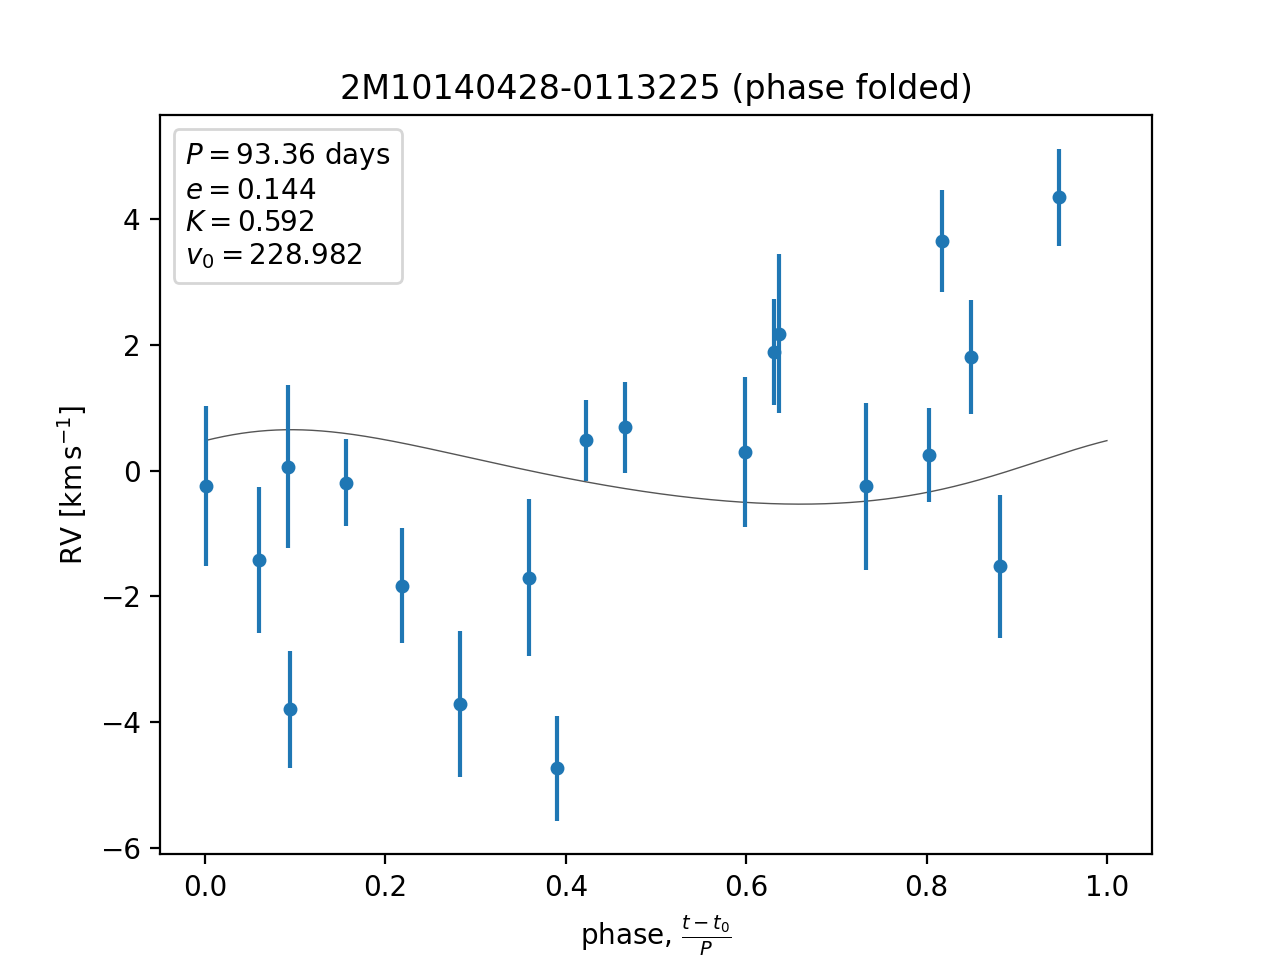 2M10140428-0113225 (phase folded)
P = 93.36 days
e = 0.144
K = 0.592
v₀ = 228.982
4
2
0
−2
−4
−6
RV [km s⁻¹]
0.0 0.2 0.4 0.6 0.8 1.0
phase, (t − t₀)/P